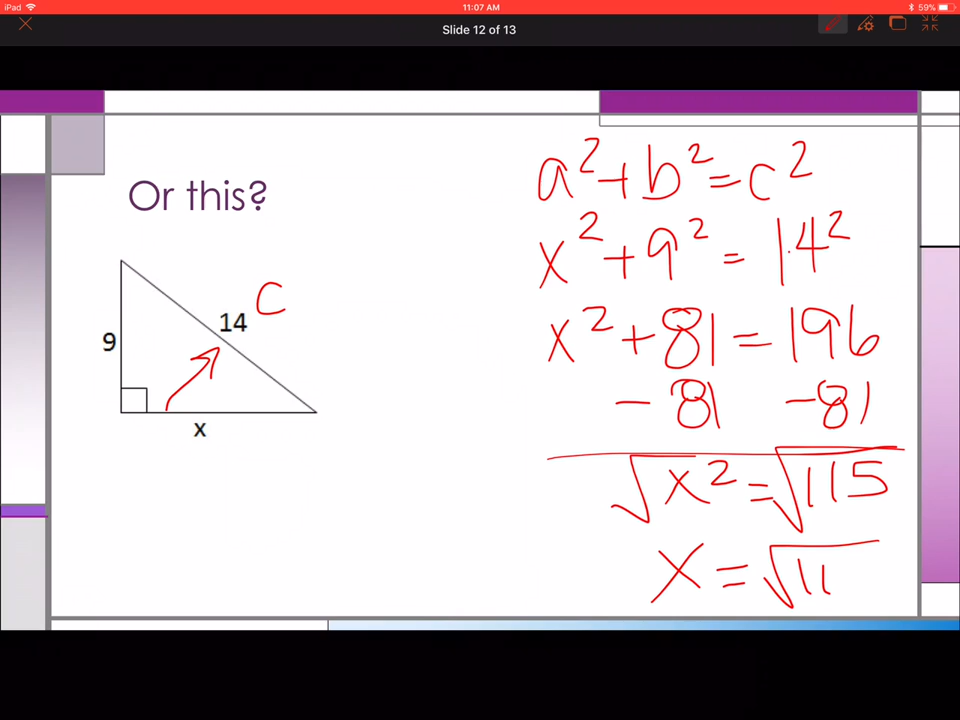 iPad 11:07 AM 59%
Slide 12 of 13
Or this?
9
14 C
x
a²+b²=c²
x²+9²=14²
x²+81=196
-81 -81
√x²=√115
x=√11